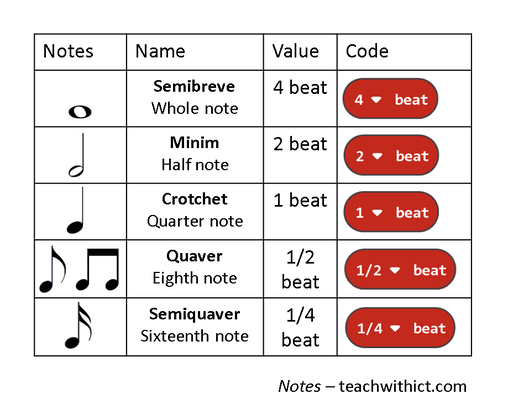 Notes Name Value Code
Semibreve 4 beat 4 beat
Whole note
Minim 2 beat 2 beat
Half note
Crotchet 1 beat 1 beat
Quarter note
Quaver 1/2 1/2 beat
Eighth note beat
Semiquaver 1/4 1/4 beat
Sixteenth note beat
Notes – teachwithict.com